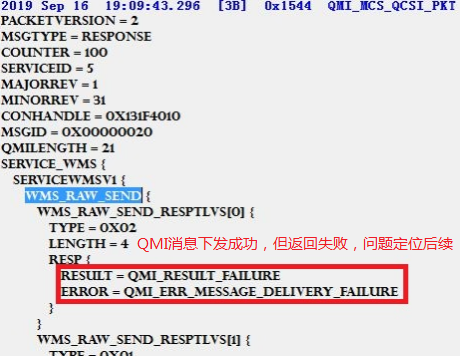 2019 Sep 16 19:09:43.296 [3B] 0x1544 QMI_MCS_QCSI_PKT
PACKETVERSION = 2
MSGTYPE = RESPONSE
COUNTER = 100
SERVICEID = 5
MAJORREV = 1
MINORREV = 31
CONHANDLE = 0X131F4010
MSGID = 0X00000020
QMILENGTH = 21
SERVICE_WMS {
SERVICEWMSV1 {
WMS_RAW_SEND {
WMS_RAW_SEND_RESPTLVS[0] {
TYPE = 0X02
LENGTH = 4 QMI消息下发成功，但返回失败，问题定位后续
RESP {
RESULT = QMI_RESULT_FAILURE
ERROR = QMI_ERR_MESSAGE_DELIVERY_FAILURE
}
}
WMS_RAW_SEND_RESPTLVS[1] {
TYPE = 0X01